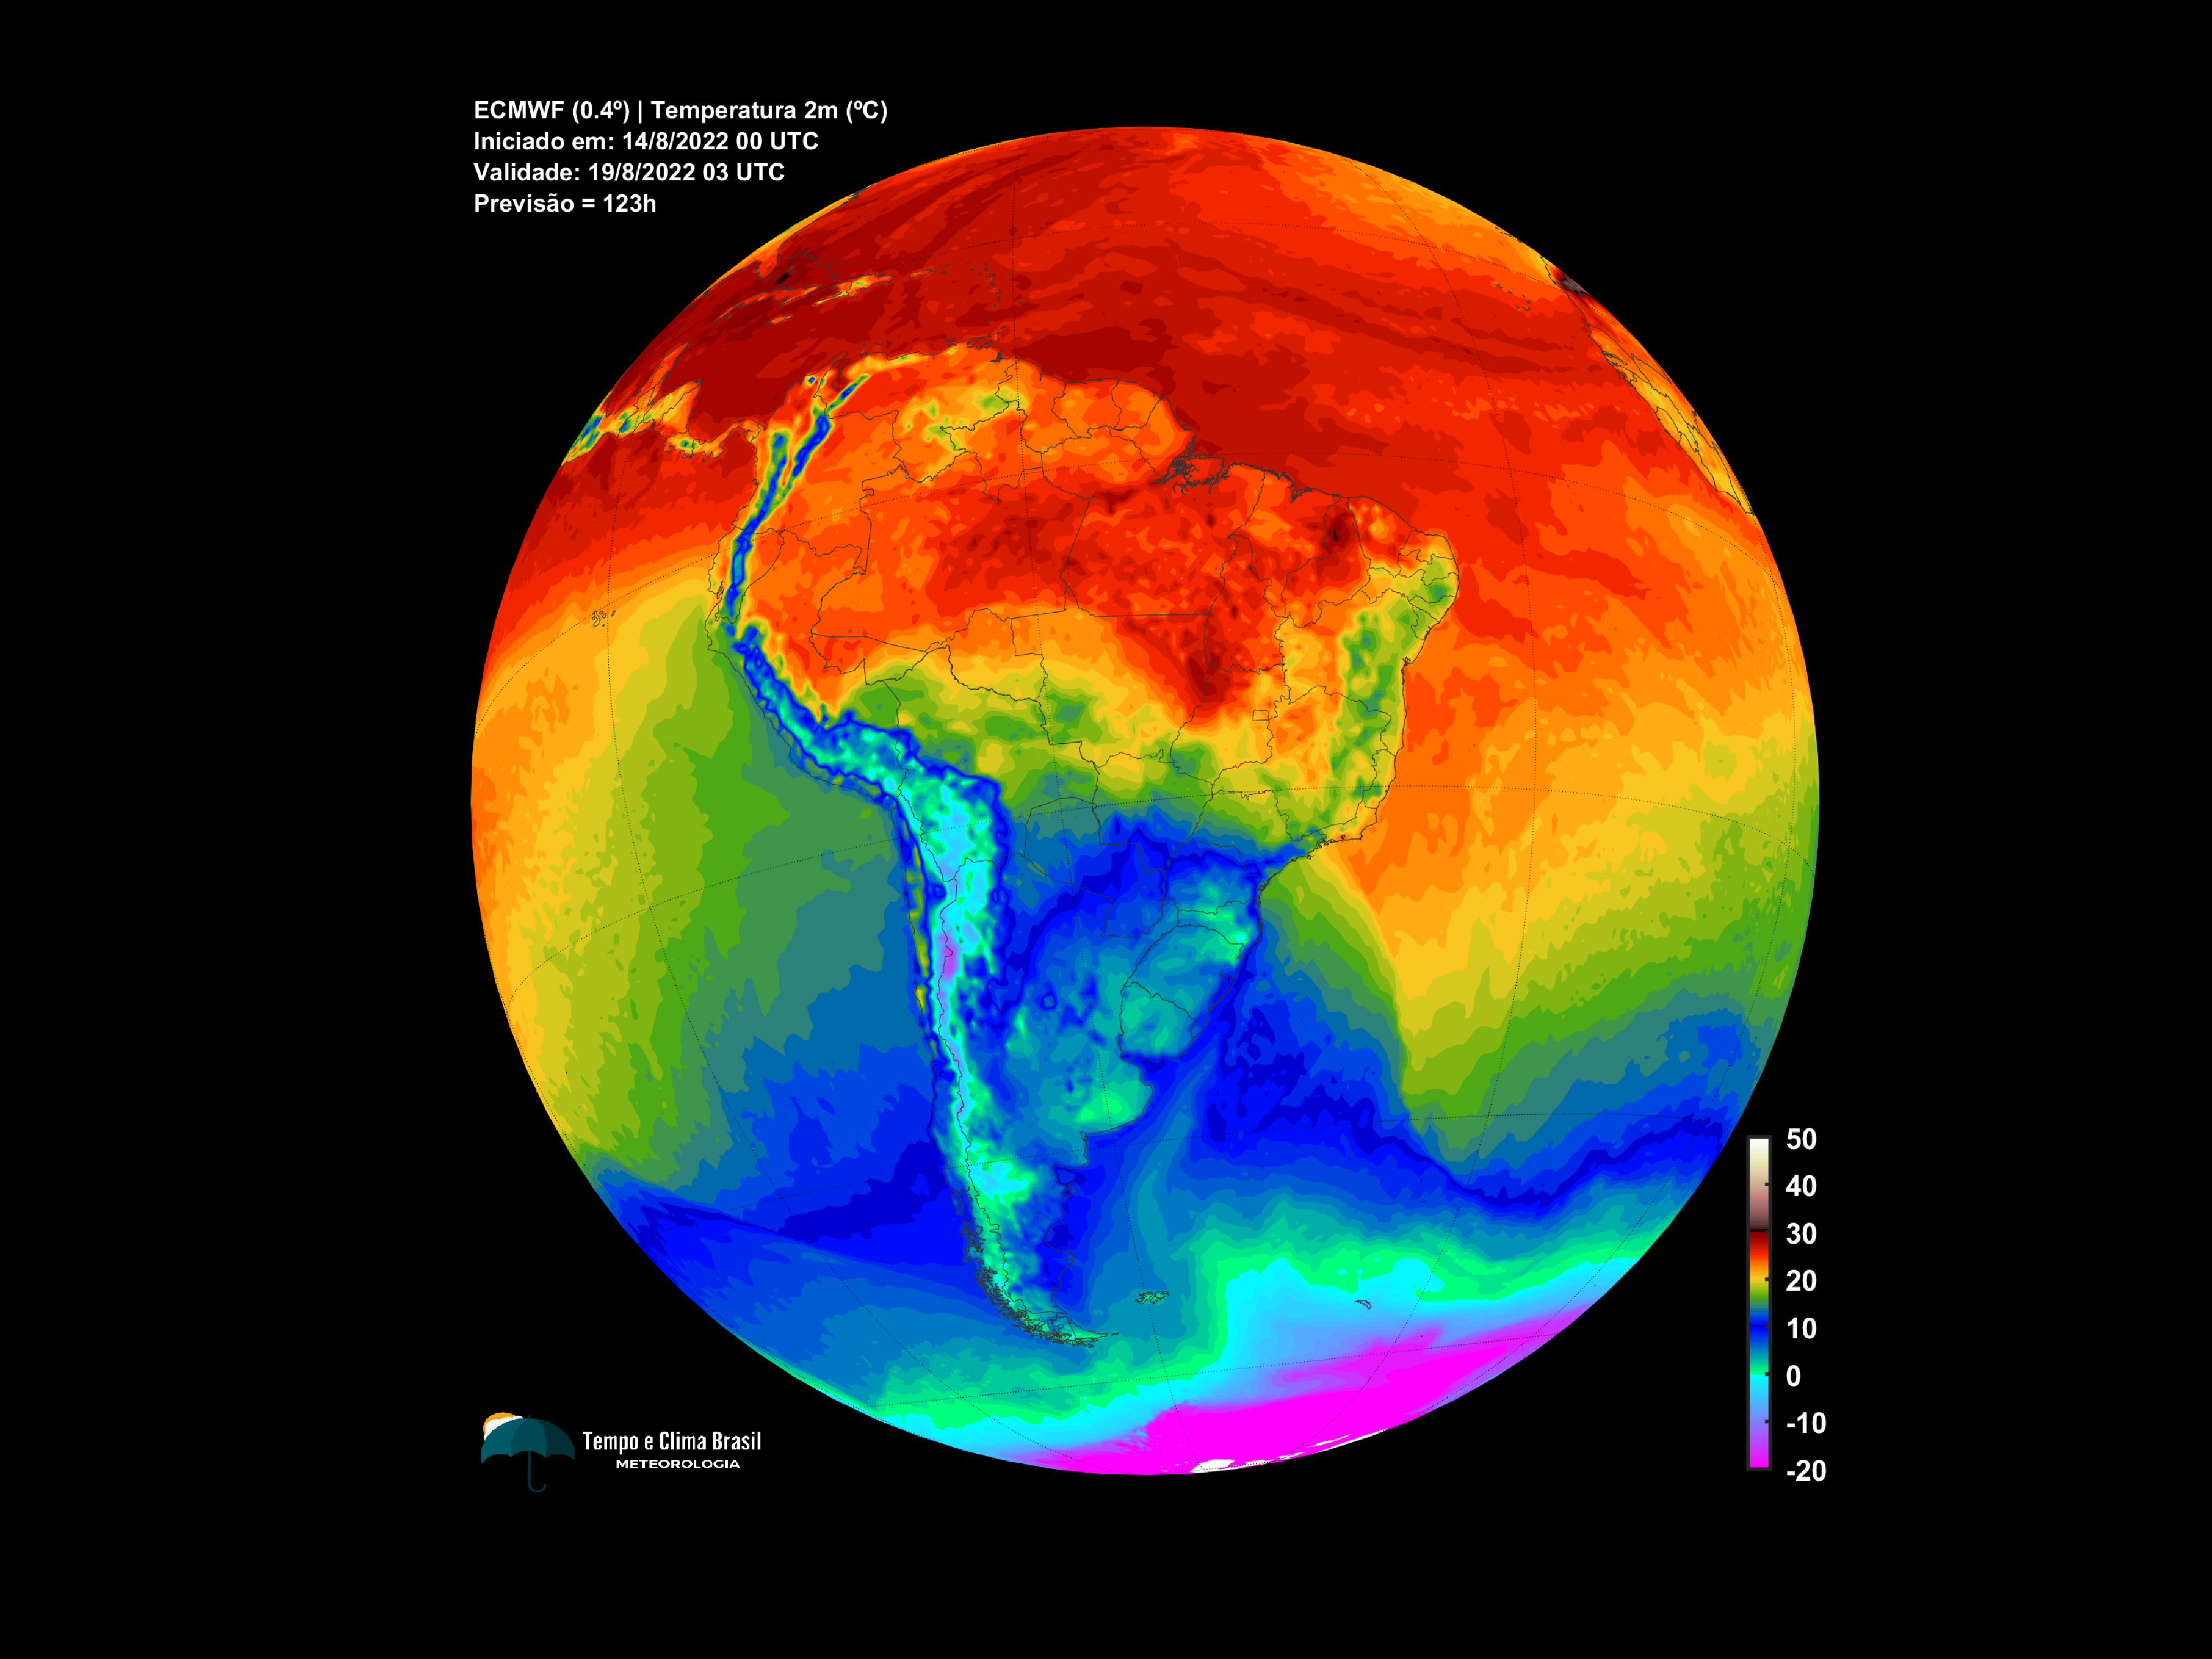 ECMWF (0.4º) | Temperatura 2m (ºC)
Iniciado em: 14/8/2022 00 UTC
Validade: 19/8/2022 03 UTC
Previsão = 123h
50
40
30
20
10
0
-10
-20
Tempo e Clima Brasil
METEOROLOGIA